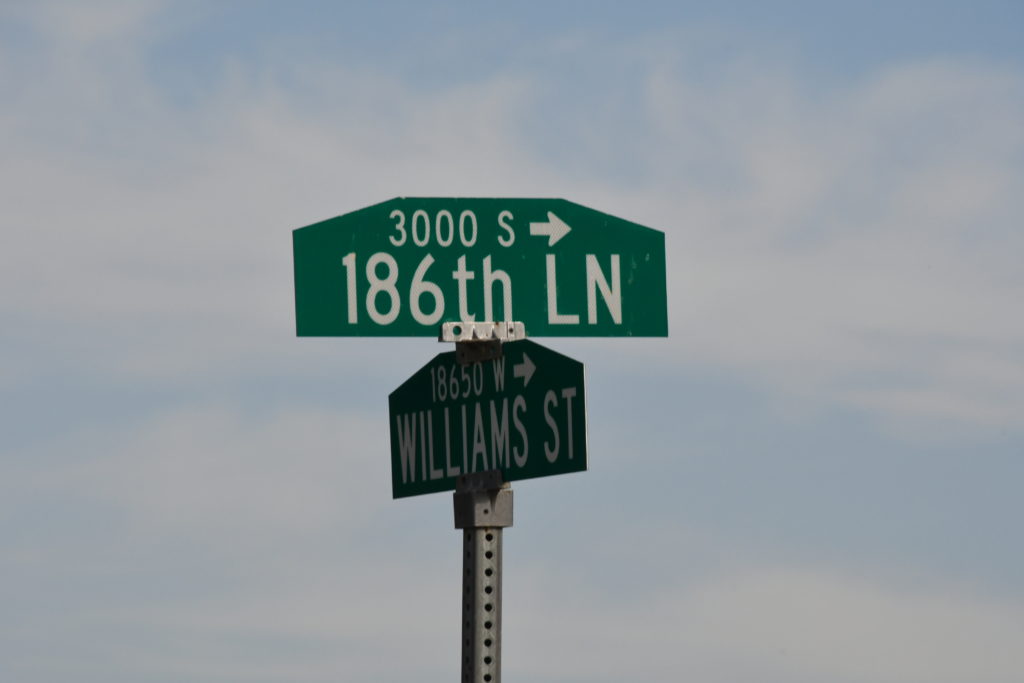 3000 S →
186th LN
18650 W →
WILLIAMS ST